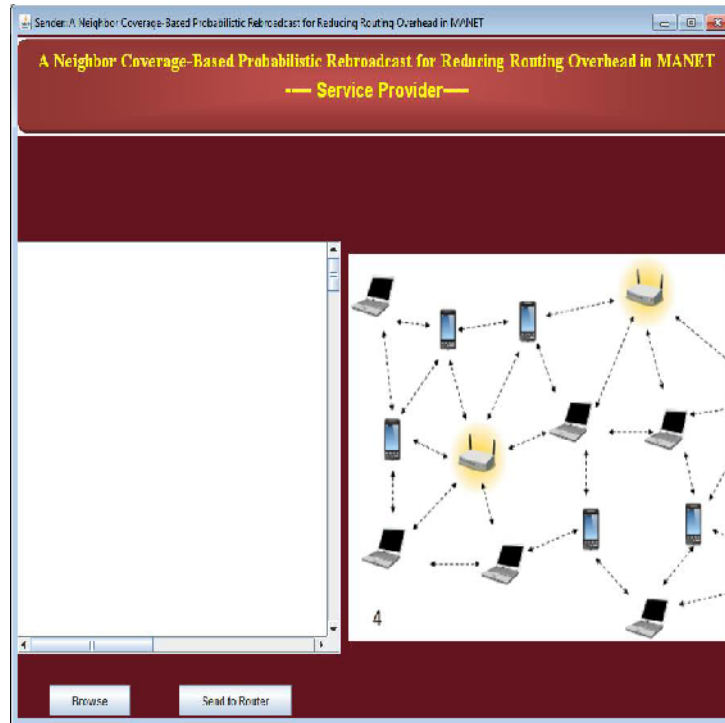 Sender::A Neighbor Coverage-Based Probabilistic Rebroadcast for Reducing Routing Overhead in MANET
A Neighbor Coverage-Based Probabilistic Rebroadcast for Reducing Routing Overhead in MANET
---- Service Provider----
4
Browse
Send to Router